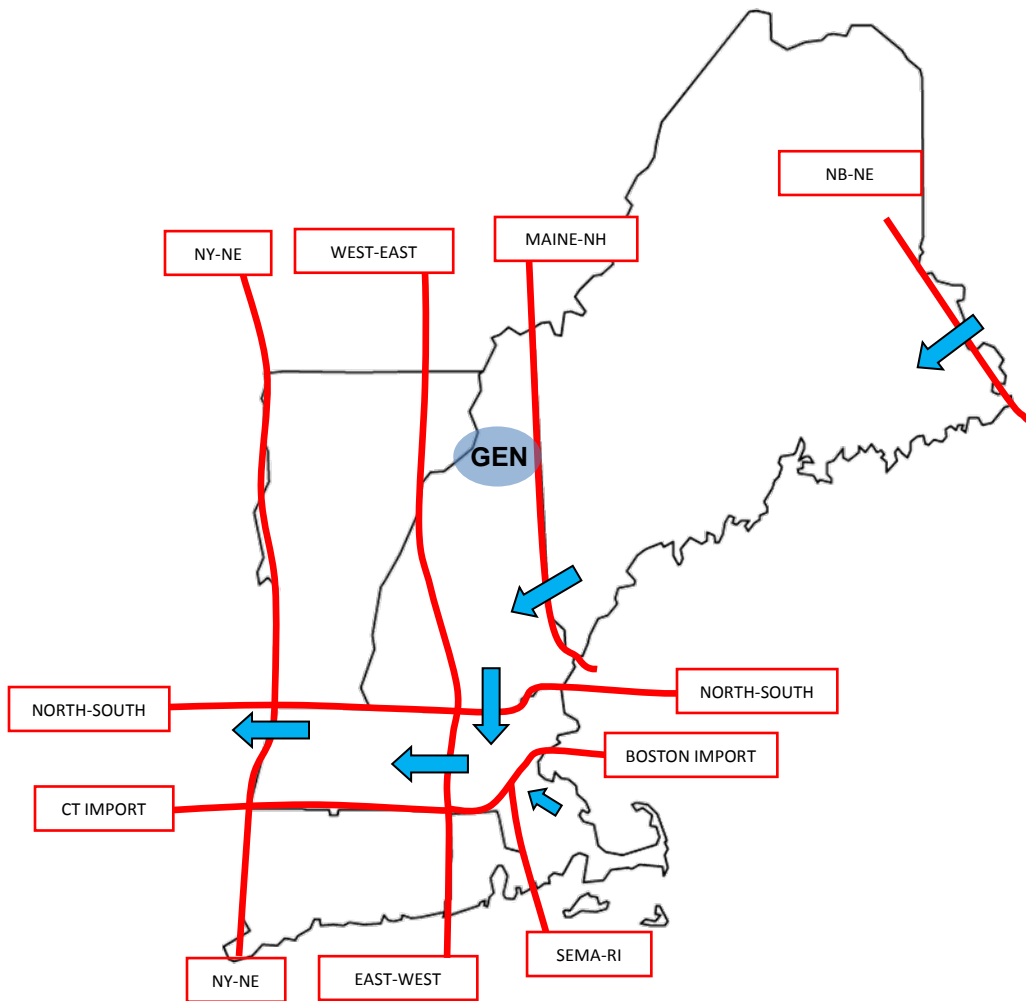 NB-NE
MAINE-NH
NY-NE
WEST-EAST
GEN
NORTH-SOUTH
NORTH-SOUTH
BOSTON IMPORT
CT IMPORT
SEMA-RI
NY-NE
EAST-WEST